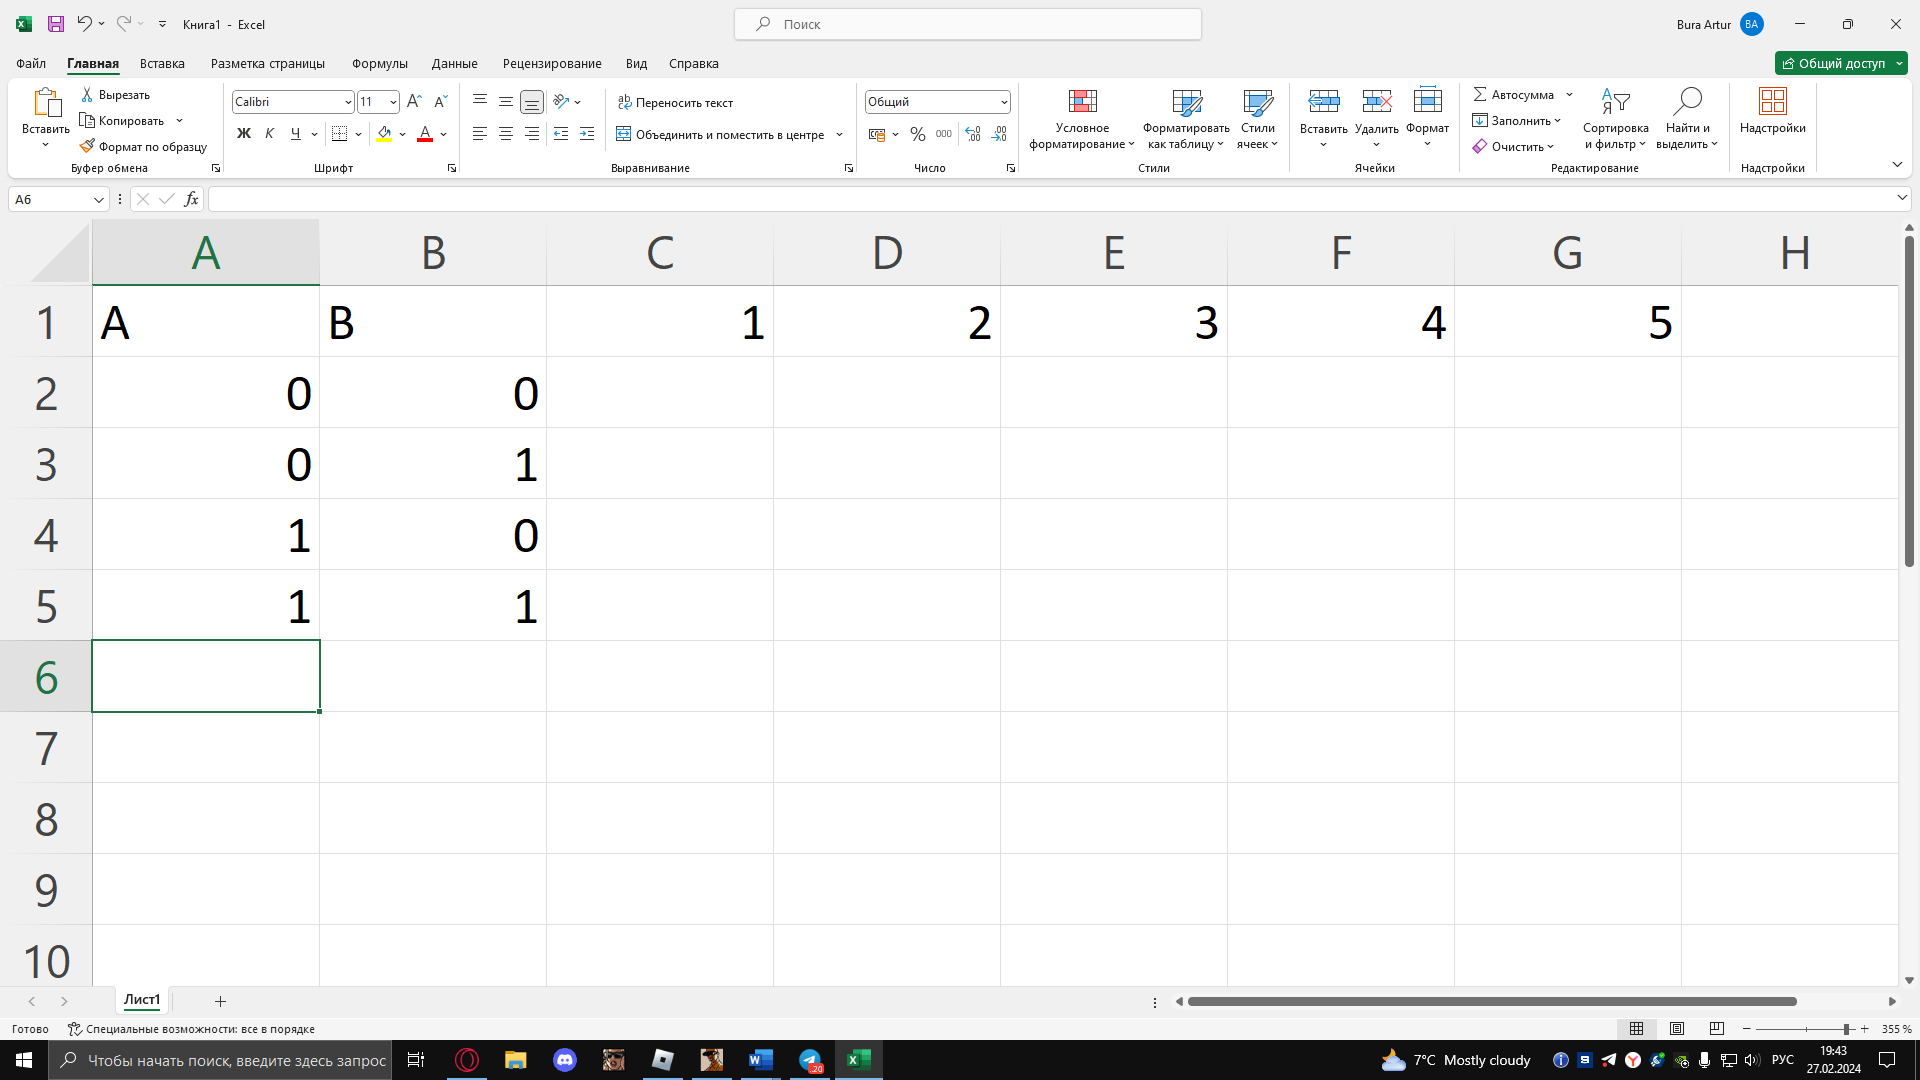 Книга1 - Excel
Поиск
Bura Artur
BA
Файл Главная Вставка Разметка страницы Формулы Данные Рецензирование Вид Справка
Общий доступ
Вставить
Вырезать
Копировать
Формат по образцу
Буфер обмена
Calibri 11
Ж К Ч
Шрифт
Переносить текст
Объединить и поместить в центре
Выравнивание
Общий
% 000
Число
Условное форматирование
Форматировать как таблицу
Стили ячеек
Стили
Вставить Удалить Формат
Ячейки
Автосумма
Заполнить
Очистить
Сортировка и фильтр
Найти и выделить
Редактирование
Надстройки
Надстройки
A6
fx
A B C D E F G H
1 A B 1 2 3 4 5
2 0 0
3 0 1
4 1 0
5 1 1
6
7
8
9
10
Лист1
Готово
Специальные возможности: все в порядке
355 %
Чтобы начать поиск, введите здесь запрос
20
7°C Mostly cloudy
РУС
19:43
27.02.2024